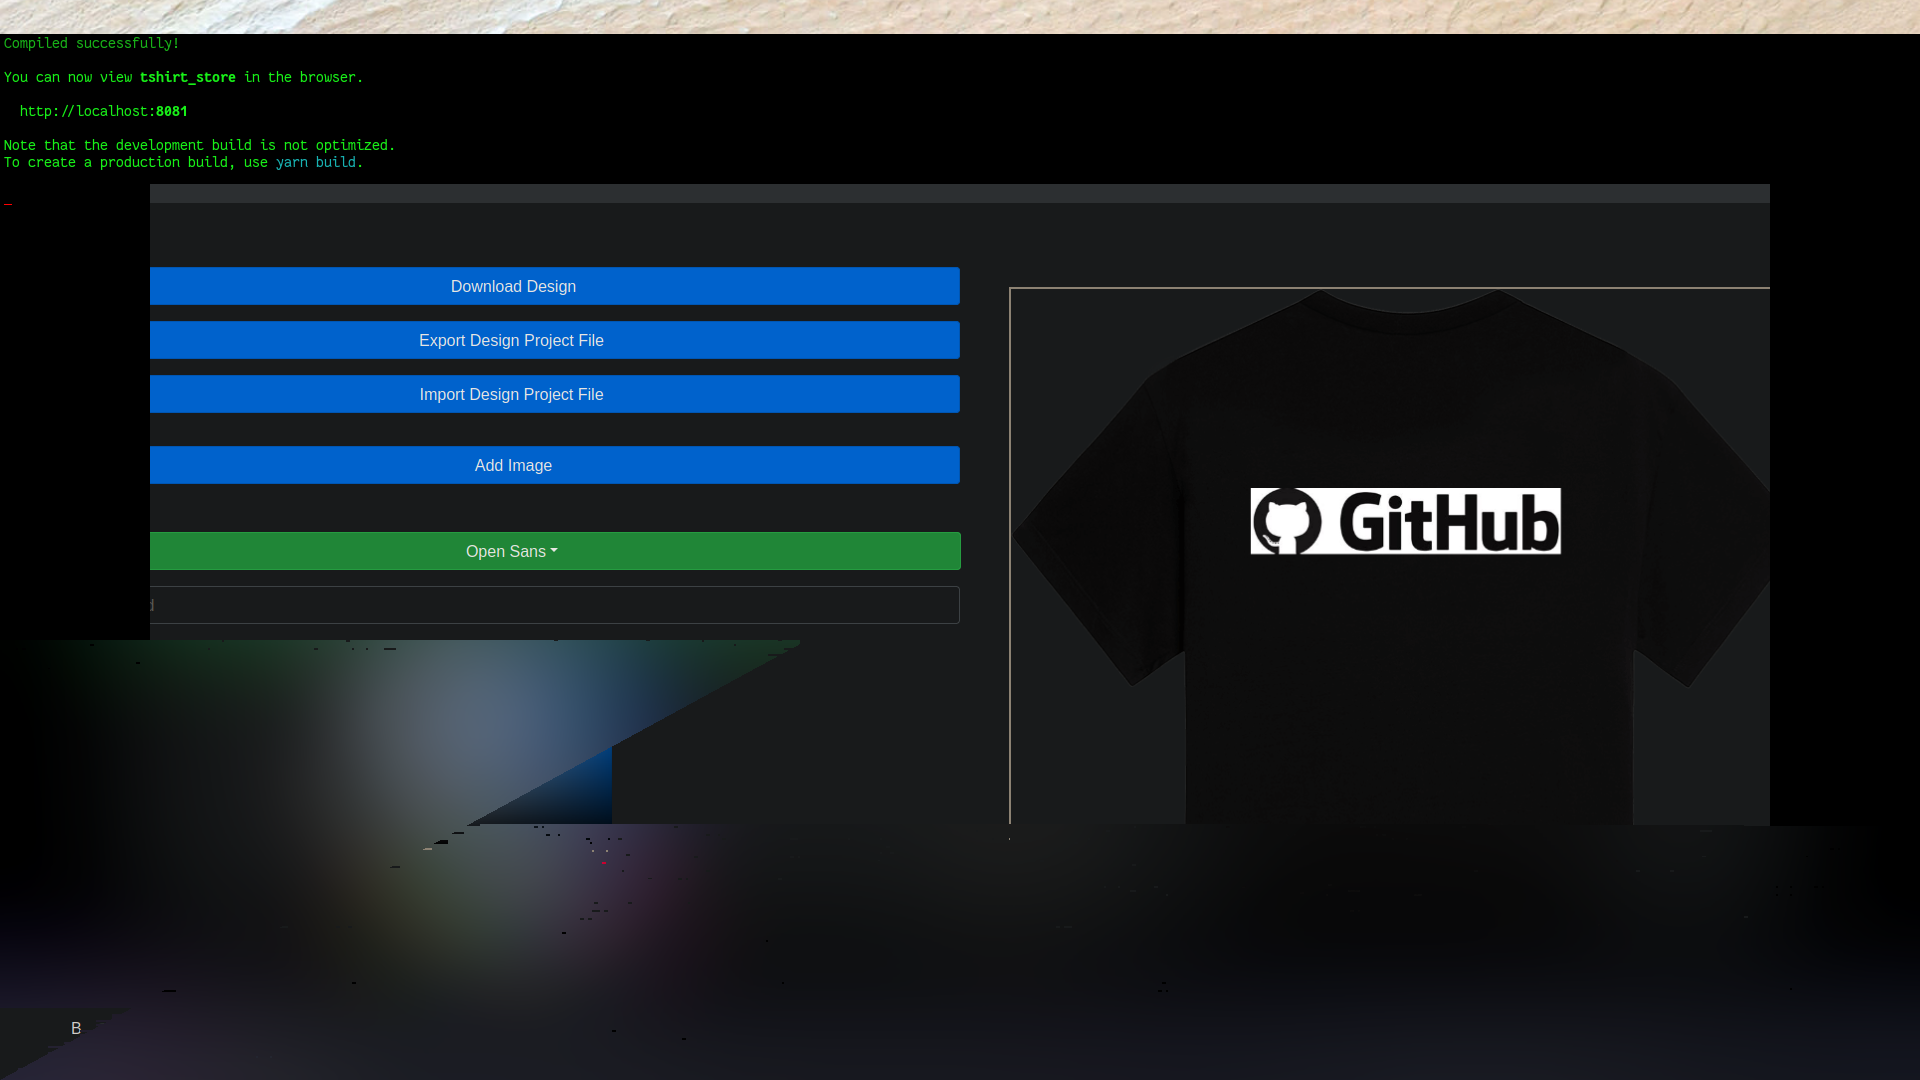 Compiled successfully!
You can now view tshirt_store in the browser.
http://localhost:8081
Note that the development build is not optimized.
To create a production build, use yarn build.
Download Design
Export Design Project File
Import Design Project File
Add Image
Open Sans
GitHub
B